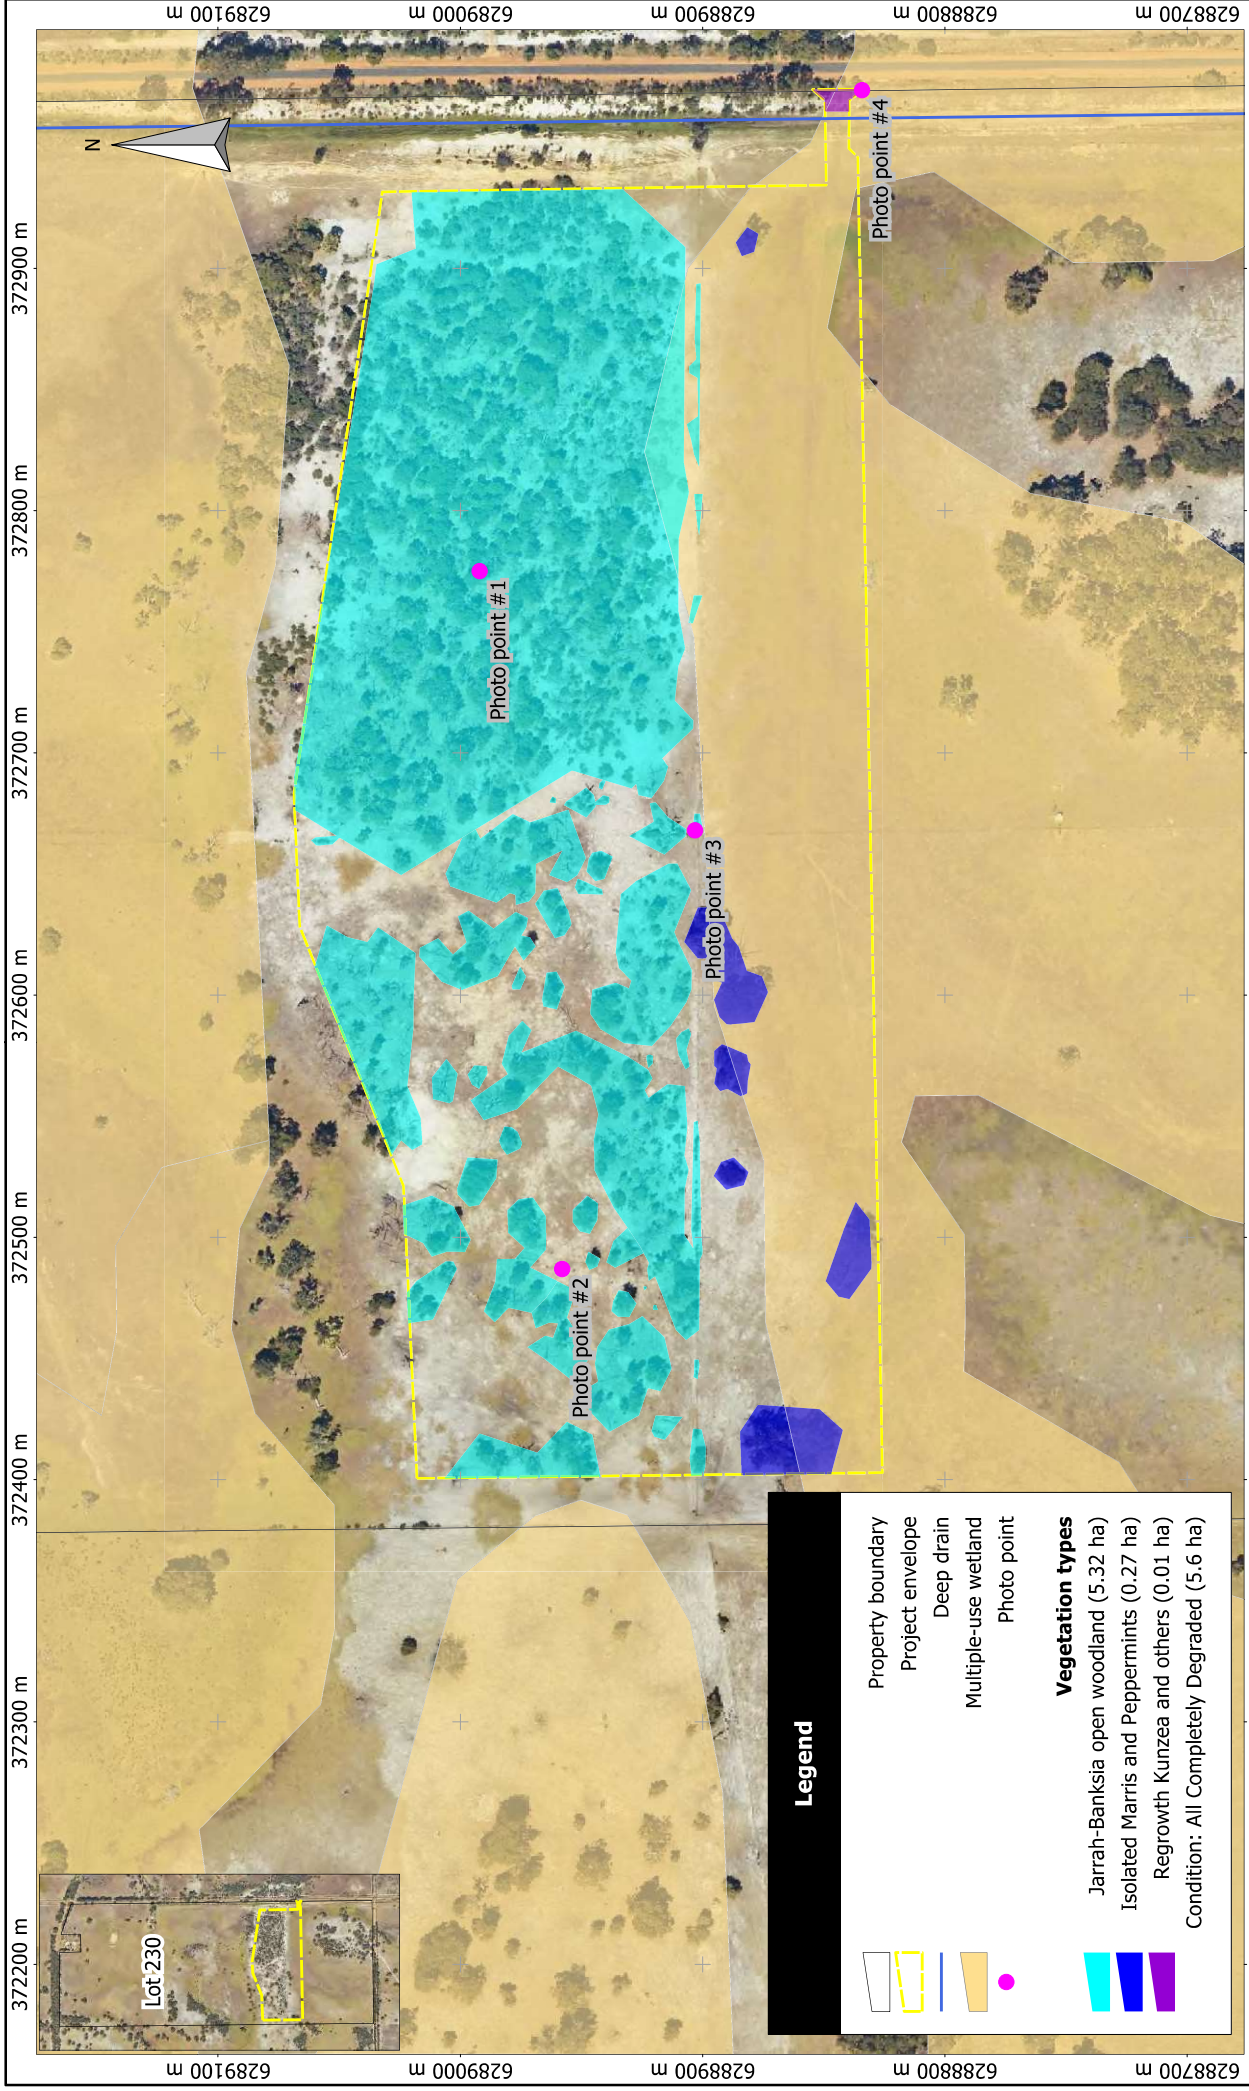 372200 m
372300 m
372400 m
372500 m
372600 m
372700 m
372800 m
372900 m
6289100 m
6289000 m
6288900 m
6288800 m
6288700 m
6289100 m
6289000 m
6288900 m
6288800 m
6288700 m
N
Lot 230
Photo point #1
Photo point #2
Photo point #3
Photo point #4
Legend
Property boundary
Project envelope
Deep drain
Multiple-use wetland
Photo point
Vegetation types
Jarrah-Banksia open woodland (5.32 ha)
Isolated Marris and Peppermints (0.27 ha)
Regrowth Kunzea and others (0.01 ha)
Condition: All Completely Degraded (5.6 ha)